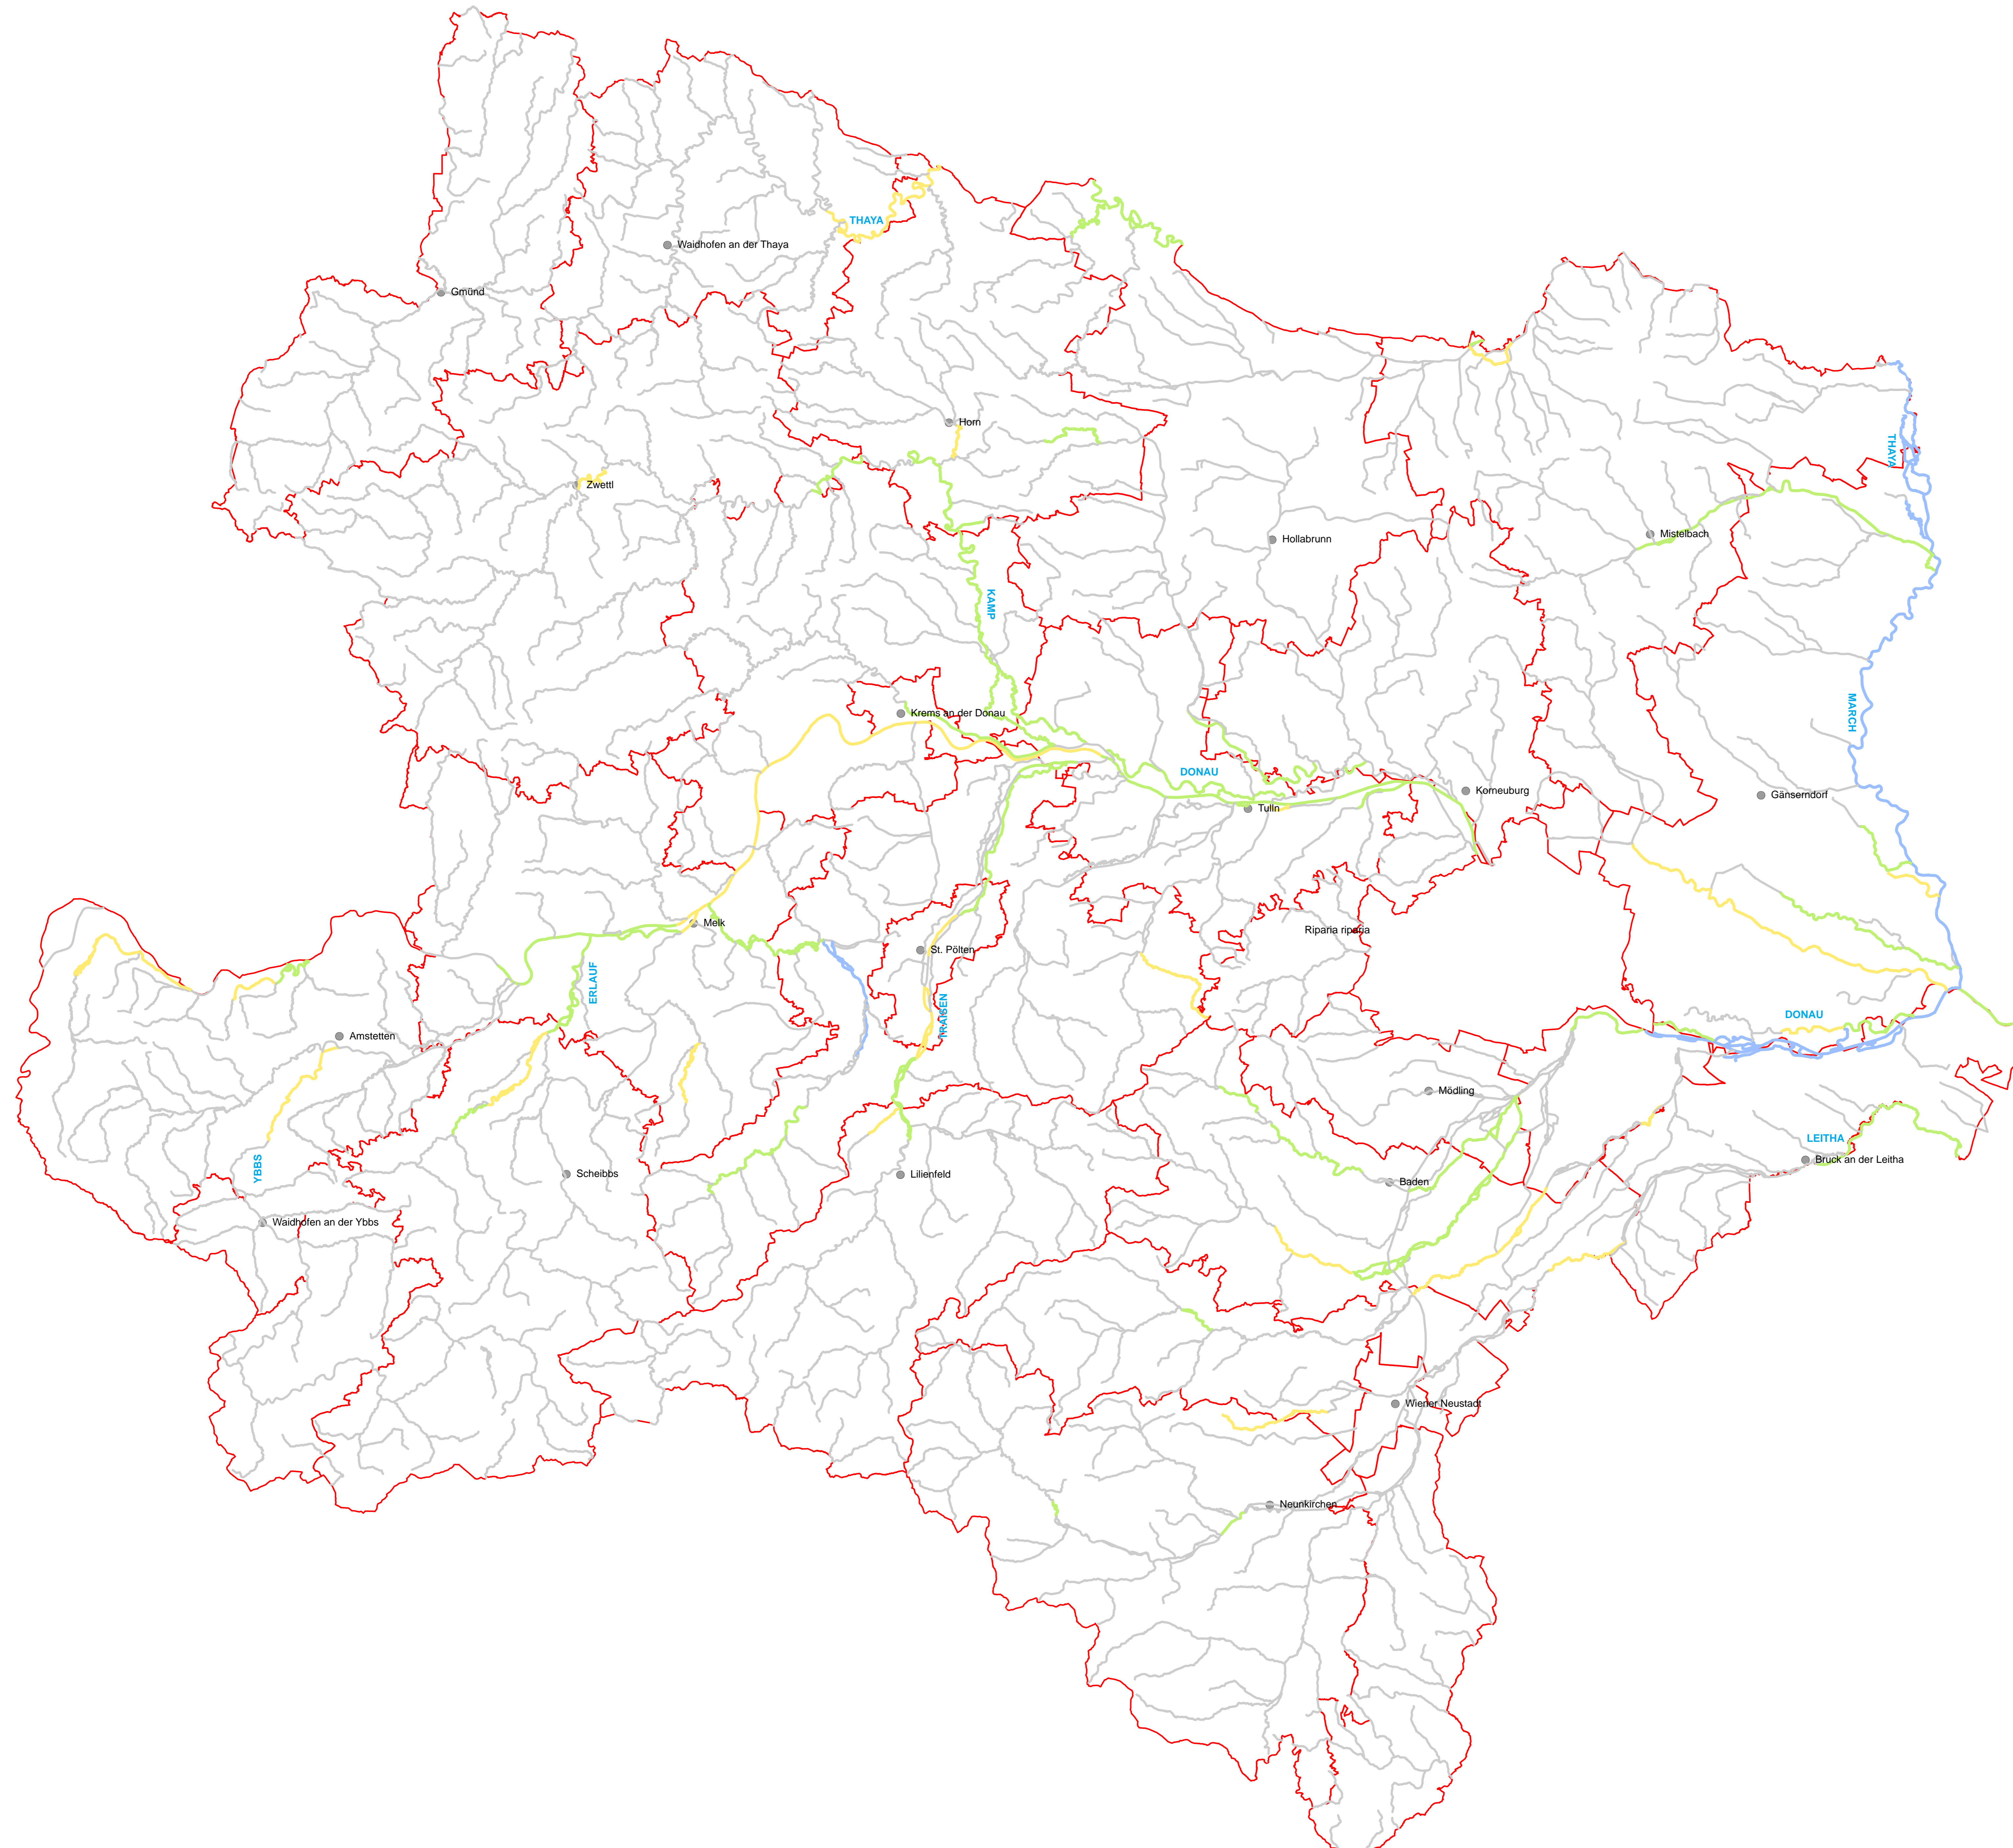 THAYA
Waidhofen an der Thaya
Gmünd
Horn
THAYA
Zwettl
Mistelbach
Hollabrunn
KAMP
MARCH
Krems an der Donau
DONAU
Korneuburg
Gänserndorf
Tulln
Melk
Riparia riparia
St. Pölten
ERLAUF
TRAISEN
DONAU
Amstetten
Mödling
LEITHA
Bruck an der Leitha
YBBS
Scheibbs
Lilienfeld
Baden
Waidhofen an der Ybbs
Wiener Neustadt
Neunkirchen